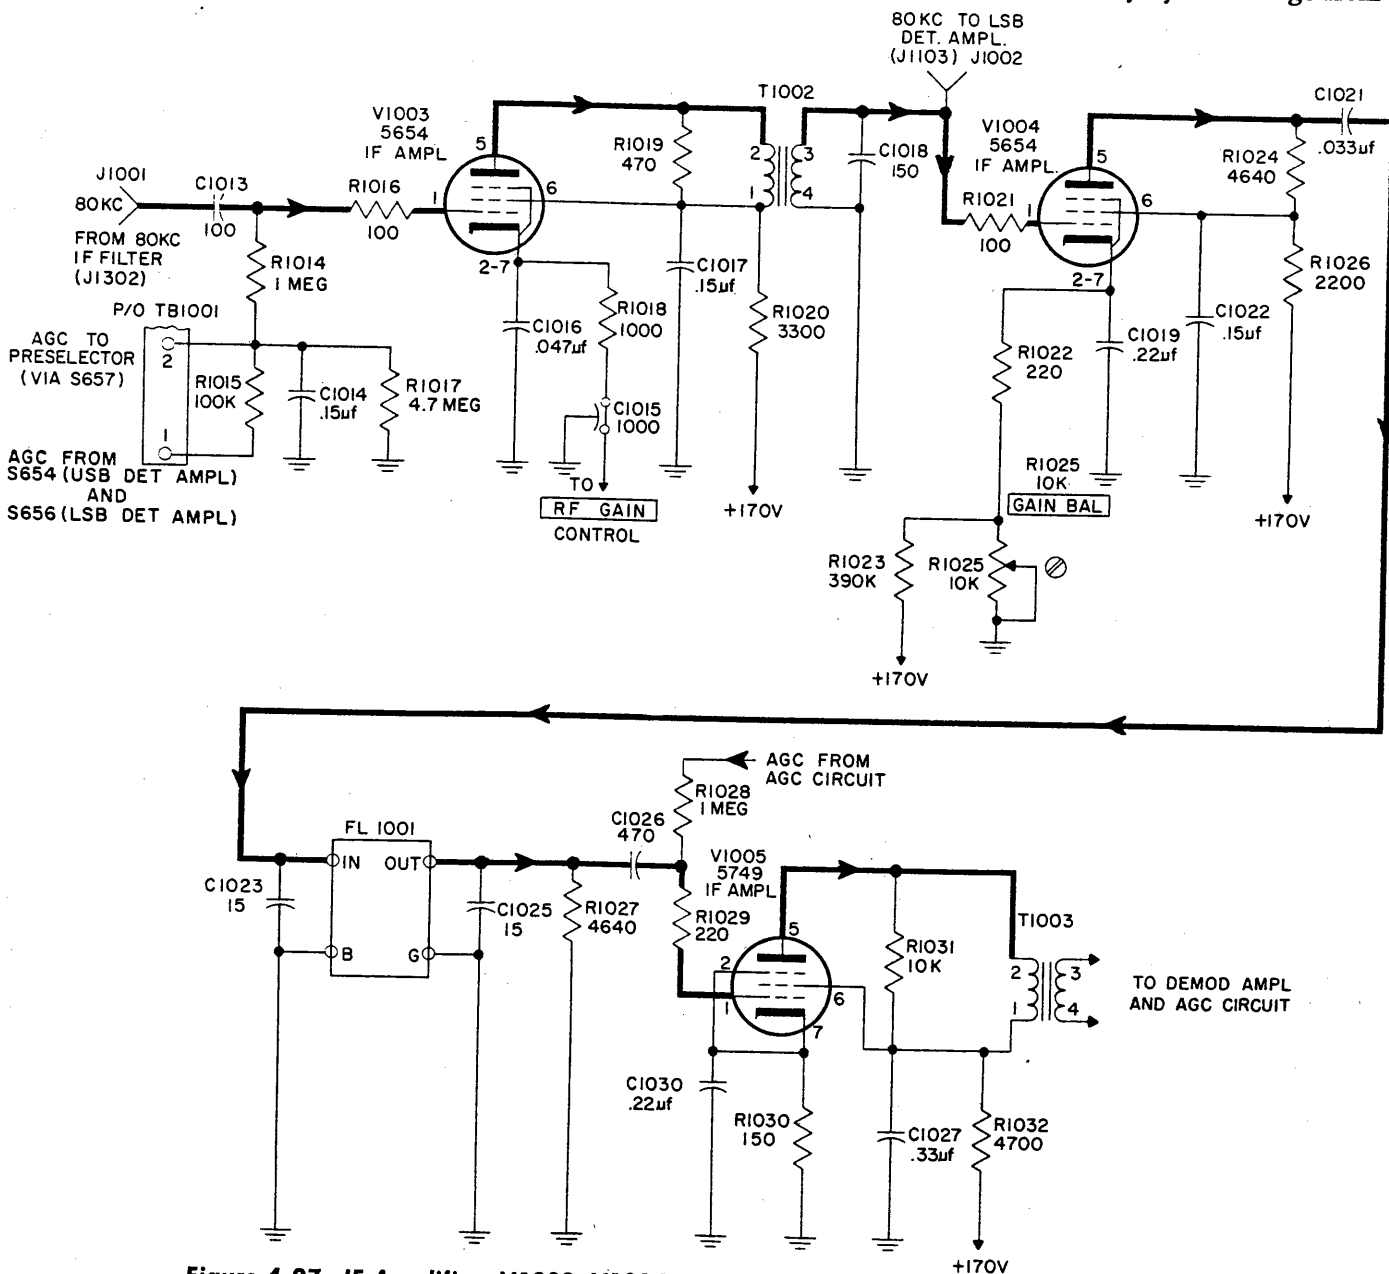 80KC TO LSB
DET. AMPL.
(J1103) J1002
T1002
C1021
.033uf
V1003
5654
IF AMPL
5
6
1
2-7
R1019
470
2
1
3
4
C1018
150
V1004
5654
IF AMPL.
5
6
1
2-7
R1024
4640
J1001
80KC
FROM 80KC
IF FILTER
(J1302)
C1013
100
R1016
100
R1021
100
R1014
1 MEG
C1017
.15uf
R1026
2200
P/O TB1001
AGC TO
PRESELECTOR
(VIA S657)
2
1
R1015
100K
C1014
.15uf
R1017
4.7 MEG
C1016
.047uf
R1018
1000
C1015
1000
R1020
3300
R1022
220
C1019
.22uf
C1022
.15uf
AGC FROM
S654 (USB DET AMPL)
AND
S656 (LSB DET AMPL)
TO
RF GAIN
CONTROL
+170V
R1025
10K
GAIN BAL
+170V
R1023
390K
R1025
10K
+170V
AGC FROM
AGC CIRCUIT
R1028
1 MEG
C1026
470
FL 1001
IN
OUT
B
G
C1023
15
C1025
15
R1027
4640
R1029
220
V1005
5749
IF AMPL
5
2
1
6
7
R1031
10K
T1003
2
1
3
4
TO DEMOD AMPL
AND AGC CIRCUIT
C1030
.22uf
R1030
150
C1027
.33uf
R1032
4700
+170V